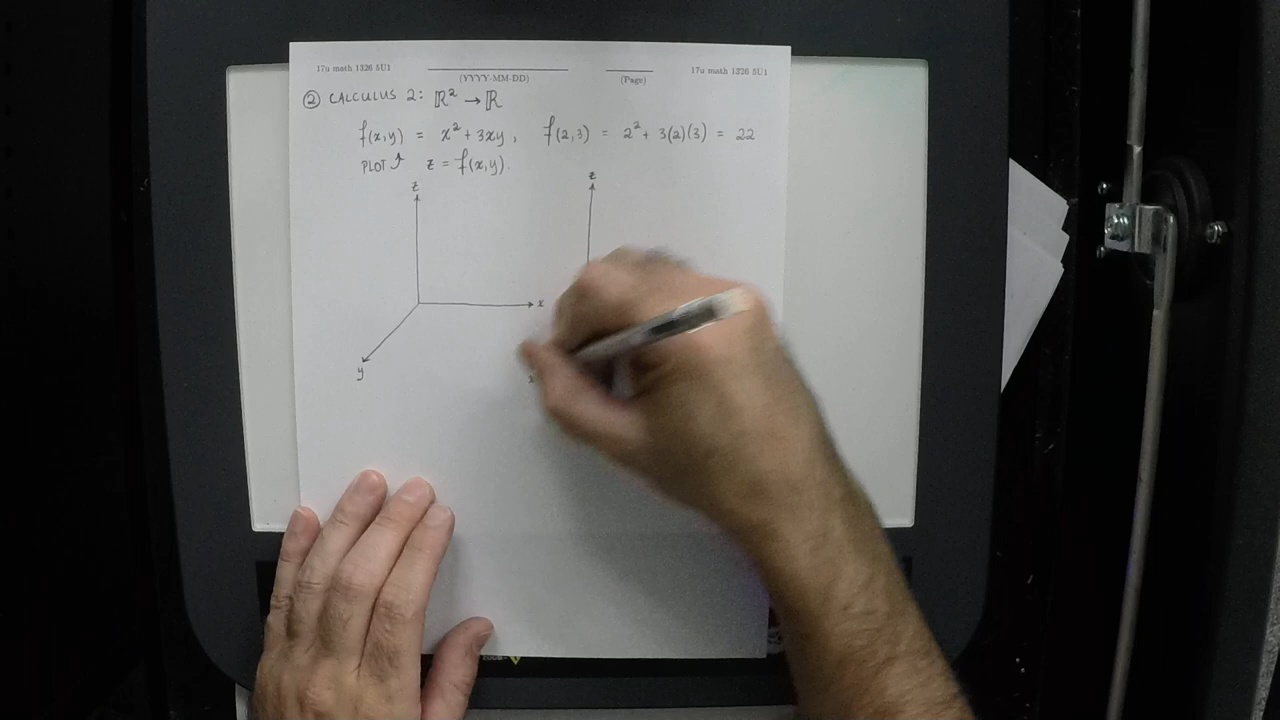 17u math 1326 5U1 (YYYY-MM-DD) (Page) 17u math 1326 5U1
② CALCULUS 2: ℝ² → ℝ
f(x,y) = x² + 3xy , f(2,3) = 2² + 3(2)(3) = 22
PLOT ⤴ z = f(x,y).
z z
x
y x